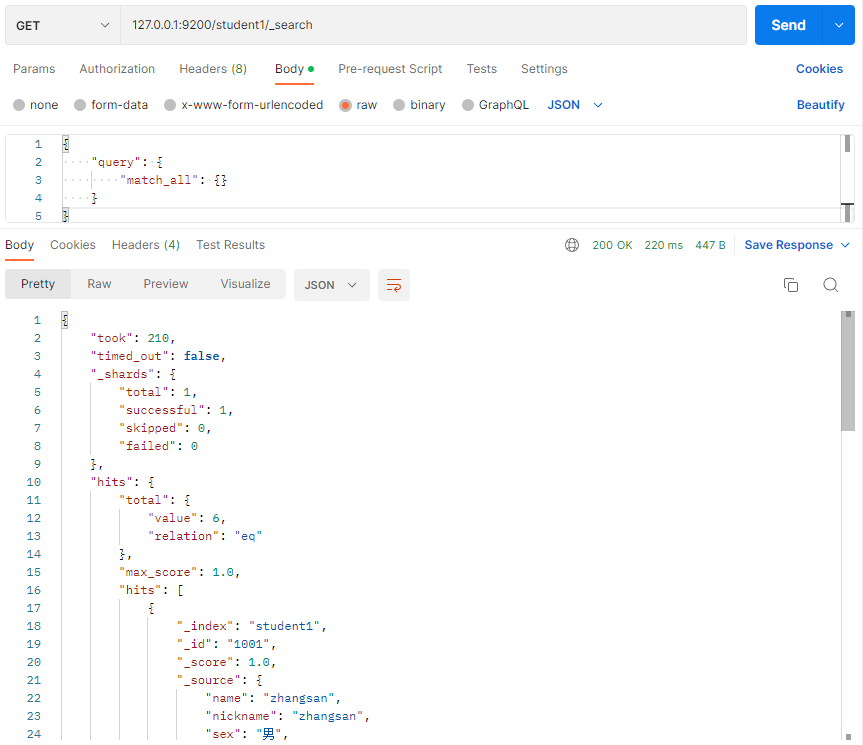 GET 127.0.0.1:9200/student1/_search Send
Params Authorization Headers (8) Body Pre-request Script Tests Settings Cookies
none form-data x-www-form-urlencoded raw binary GraphQL JSON Beautify
1 {
2 "query": {
3 "match_all": {}
4 }
5 }
Body Cookies Headers (4) Test Results 200 OK 220 ms 447 B Save Response
Pretty Raw Preview Visualize JSON
1 {
2 "took": 210,
3 "timed_out": false,
4 "_shards": {
5 "total": 1,
6 "successful": 1,
7 "skipped": 0,
8 "failed": 0
9 },
10 "hits": {
11 "total": {
12 "value": 6,
13 "relation": "eq"
14 },
15 "max_score": 1.0,
16 "hits": [
17 {
18 "_index": "student1",
19 "_id": "1001",
20 "_score": 1.0,
21 "_source": {
22 "name": "zhangsan",
23 "nickname": "zhangsan",
24 "sex": "男",